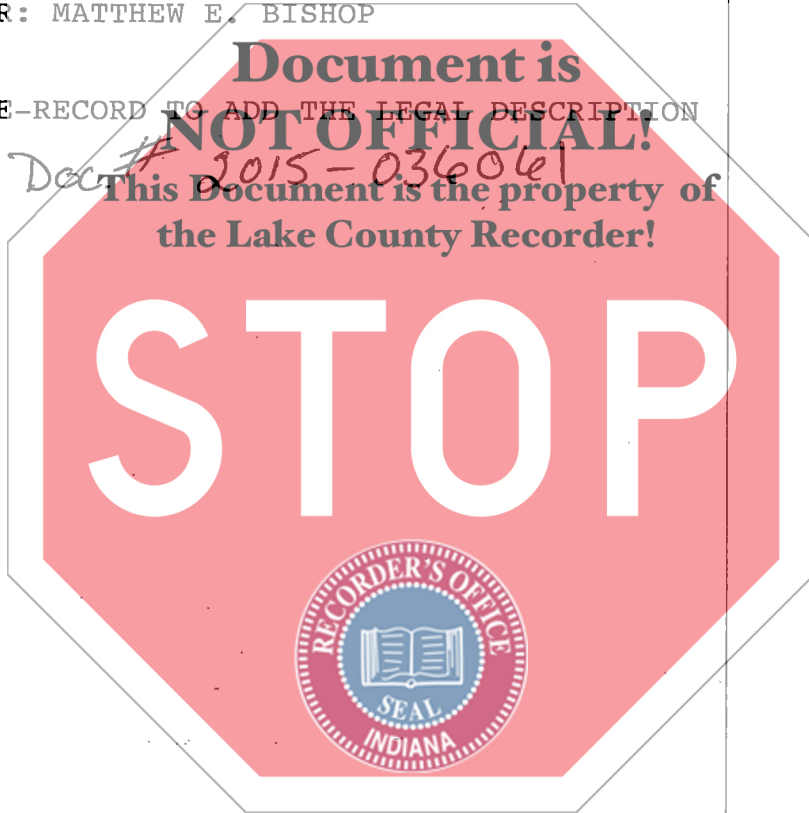 R: MATTHEW E. BISHOP
Document is
E-RECORD TO ADD THE LEGAL DESCRIPTION
NOT OFFICIAL!
Doc # 2015-036061
This Document is the property of
the Lake County Recorder!
STOP
RECORDER'S OFFICE
SEAL
INDIANA